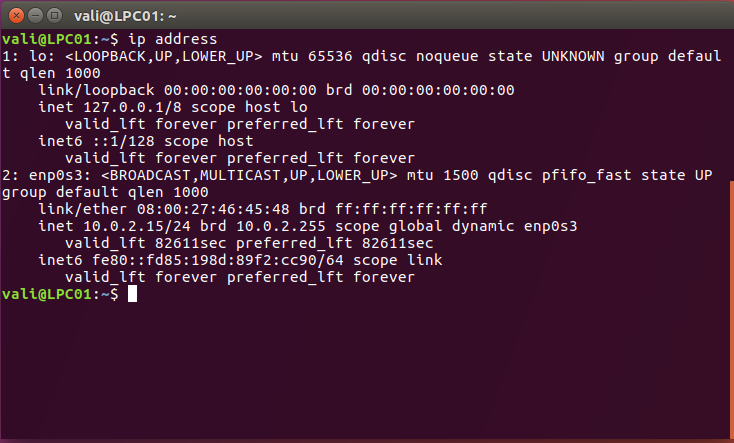 vali@LPC01: ~
vali@LPC01:~$ ip address
1: lo: <LOOPBACK,UP,LOWER_UP> mtu 65536 qdisc noqueue state UNKNOWN group defaul
t qlen 1000
    link/loopback 00:00:00:00:00:00 brd 00:00:00:00:00:00
    inet 127.0.0.1/8 scope host lo
       valid_lft forever preferred_lft forever
    inet6 ::1/128 scope host
       valid_lft forever preferred_lft forever
2: enp0s3: <BROADCAST,MULTICAST,UP,LOWER_UP> mtu 1500 qdisc pfifo_fast state UP
group default qlen 1000
    link/ether 08:00:27:46:45:48 brd ff:ff:ff:ff:ff:ff
    inet 10.0.2.15/24 brd 10.0.2.255 scope global dynamic enp0s3
       valid_lft 82611sec preferred_lft 82611sec
    inet6 fe80::fd85:198d:89f2:cc90/64 scope link
       valid_lft forever preferred_lft forever
vali@LPC01:~$